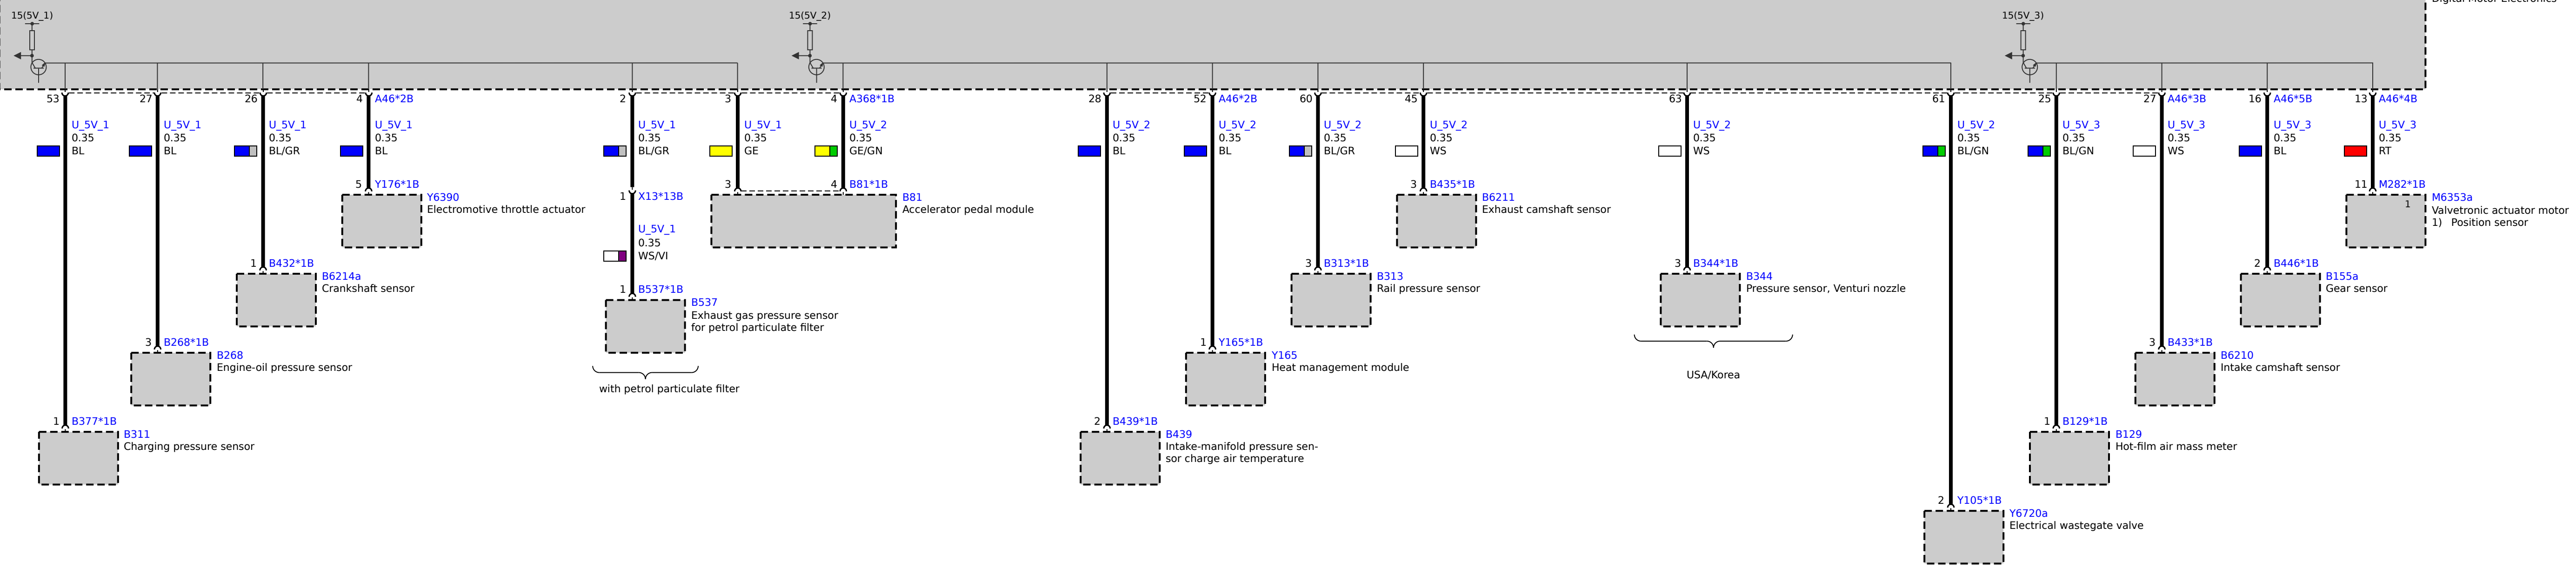 Digital Motor Electronics
15(5V_1)
15(5V_2)
15(5V_3)
53
27
26
4 A46*2B
2
3
4 A368*1B
28
52 A46*2B
60
45
63
61
25
27 A46*3B
16 A46*5B
13 A46*4B
U_5V_1
0.35
BL
U_5V_1
0.35
BL
U_5V_1
0.35
BL/GR
U_5V_1
0.35
BL
U_5V_1
0.35
BL/GR
U_5V_1
0.35
GE
U_5V_2
0.35
GE/GN
U_5V_2
0.35
BL
U_5V_2
0.35
BL
U_5V_2
0.35
BL/GR
U_5V_2
0.35
WS
U_5V_2
0.35
WS
U_5V_2
0.35
BL/GN
U_5V_3
0.35
BL/GN
U_5V_3
0.35
WS
U_5V_3
0.35
BL
U_5V_3
0.35
RT
5 Y176*1B
Y6390
Electromotive throttle actuator
1 X13*13B
U_5V_1
0.35
WS/VI
3
4 B81*1B
B81
Accelerator pedal module
3 B435*1B
B6211
Exhaust camshaft sensor
11 M282*1B
1
M6353a
Valvetronic actuator motor
1) Position sensor
1 B432*1B
B6214a
Crankshaft sensor
1 B537*1B
B537
Exhaust gas pressure sensor
for petrol particulate filter
with petrol particulate filter
3 B313*1B
B313
Rail pressure sensor
3 B344*1B
B344
Pressure sensor, Venturi nozzle
USA/Korea
2 B446*1B
B155a
Gear sensor
3 B268*1B
B268
Engine-oil pressure sensor
1 Y165*1B
Y165
Heat management module
3 B433*1B
B6210
Intake camshaft sensor
1 B377*1B
B311
Charging pressure sensor
2 B439*1B
B439
Intake-manifold pressure sen-
sor charge air temperature
1 B129*1B
B129
Hot-film air mass meter
2 Y105*1B
Y6720a
Electrical wastegate valve